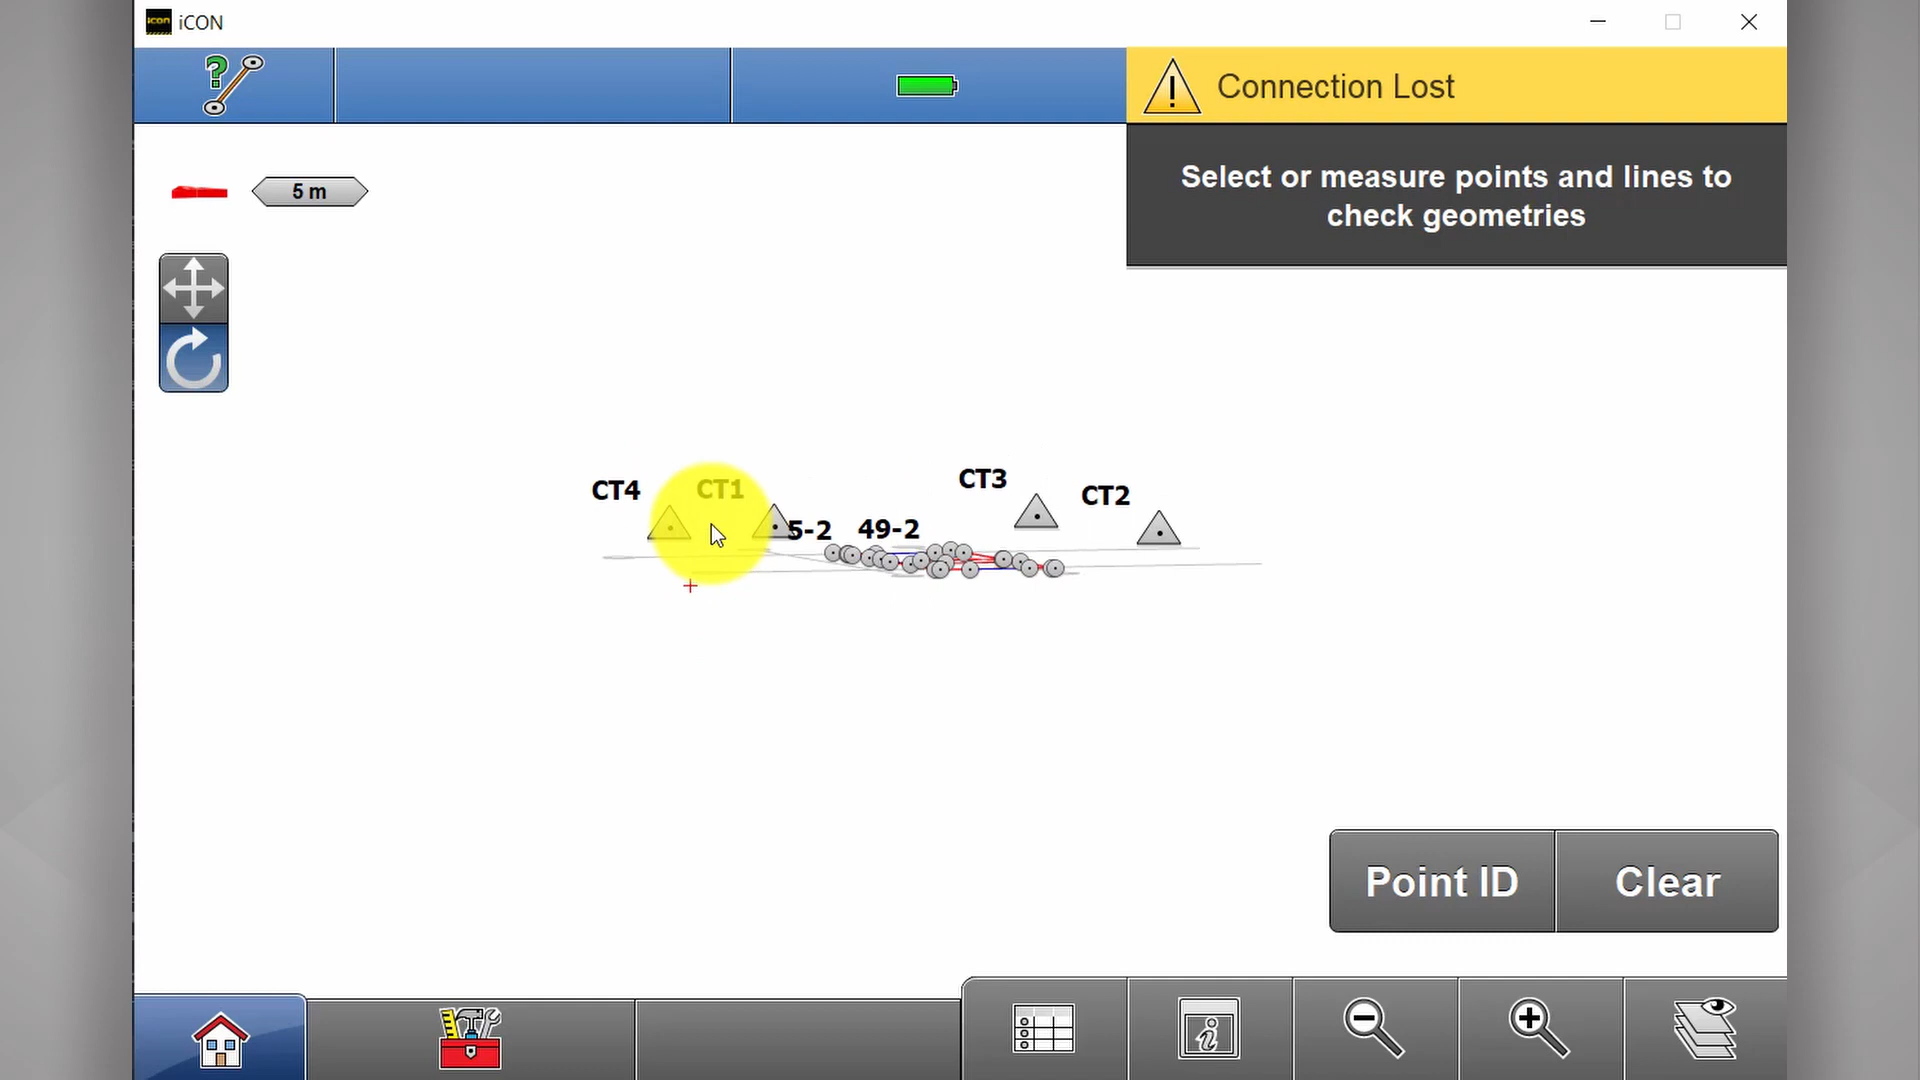 iCON
Connection Lost
Select or measure points and lines to
check geometries
5 m
CT4
CT1
CT3
CT2
5-2
49-2
Point ID
Clear